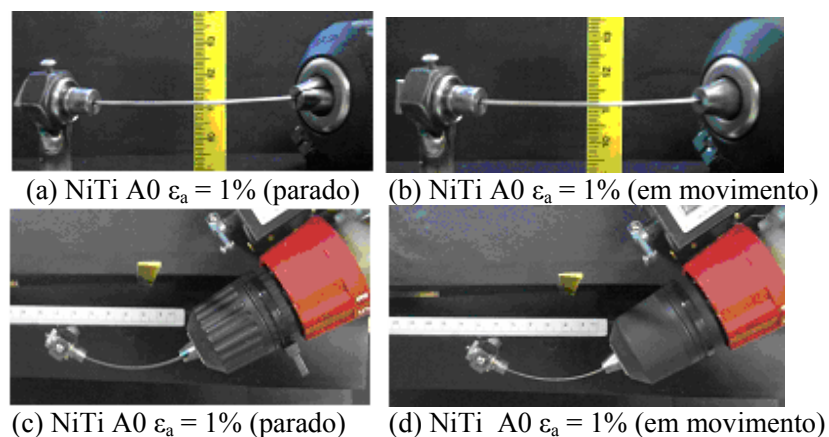 (a) NiTi A0 εₐ = 1% (parado)
(b) NiTi A0 εₐ = 1% (em movimento)
(c) NiTi A0 εₐ = 1% (parado)
(d) NiTi A0 εₐ = 1% (em movimento)